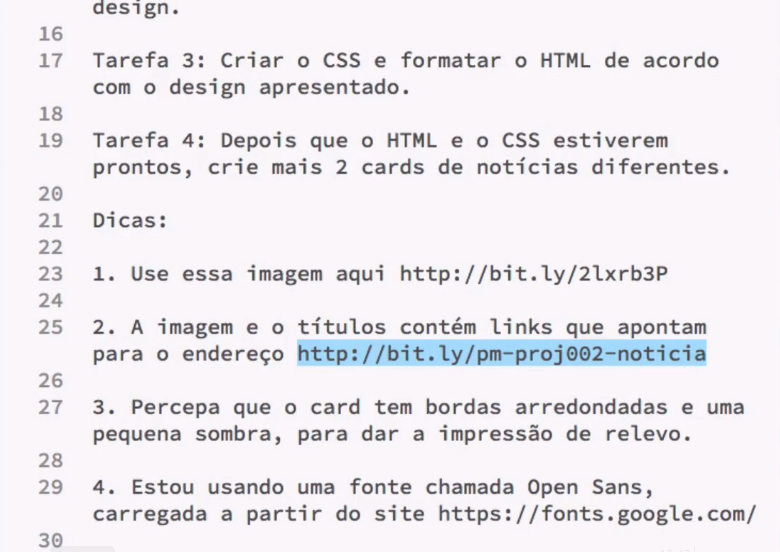 design.
16
17 Tarefa 3: Criar o CSS e formatar o HTML de acordo
com o design apresentado.
18
19 Tarefa 4: Depois que o HTML e o CSS estiverem
prontos, crie mais 2 cards de notícias diferentes.
20
21 Dicas:
22
23 1. Use essa imagem aqui http://bit.ly/2lxrb3P
24
25 2. A imagem e o títulos contém links que apontam
para o endereço http://bit.ly/pm-proj002-noticia
26
27 3. Percepa que o card tem bordas arredondadas e uma
pequena sombra, para dar a impressão de relevo.
28
29 4. Estou usando uma fonte chamada Open Sans,
carregada a partir do site https://fonts.google.com/
30